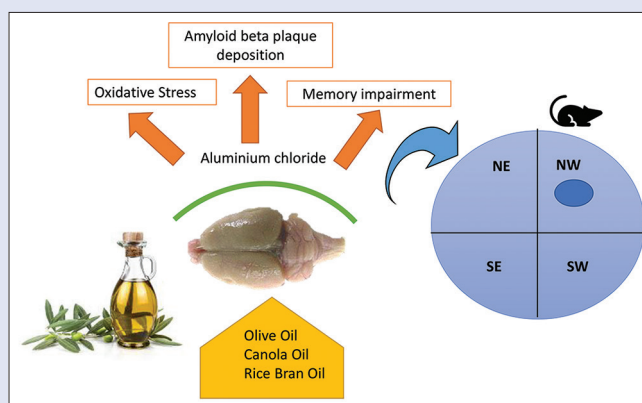 Amyloid beta plaque
deposition
Oxidative Stress
Memory impairment
Aluminium chloride
NE
NW
SE
SW
Olive Oil
Canola Oil
Rice Bran Oil